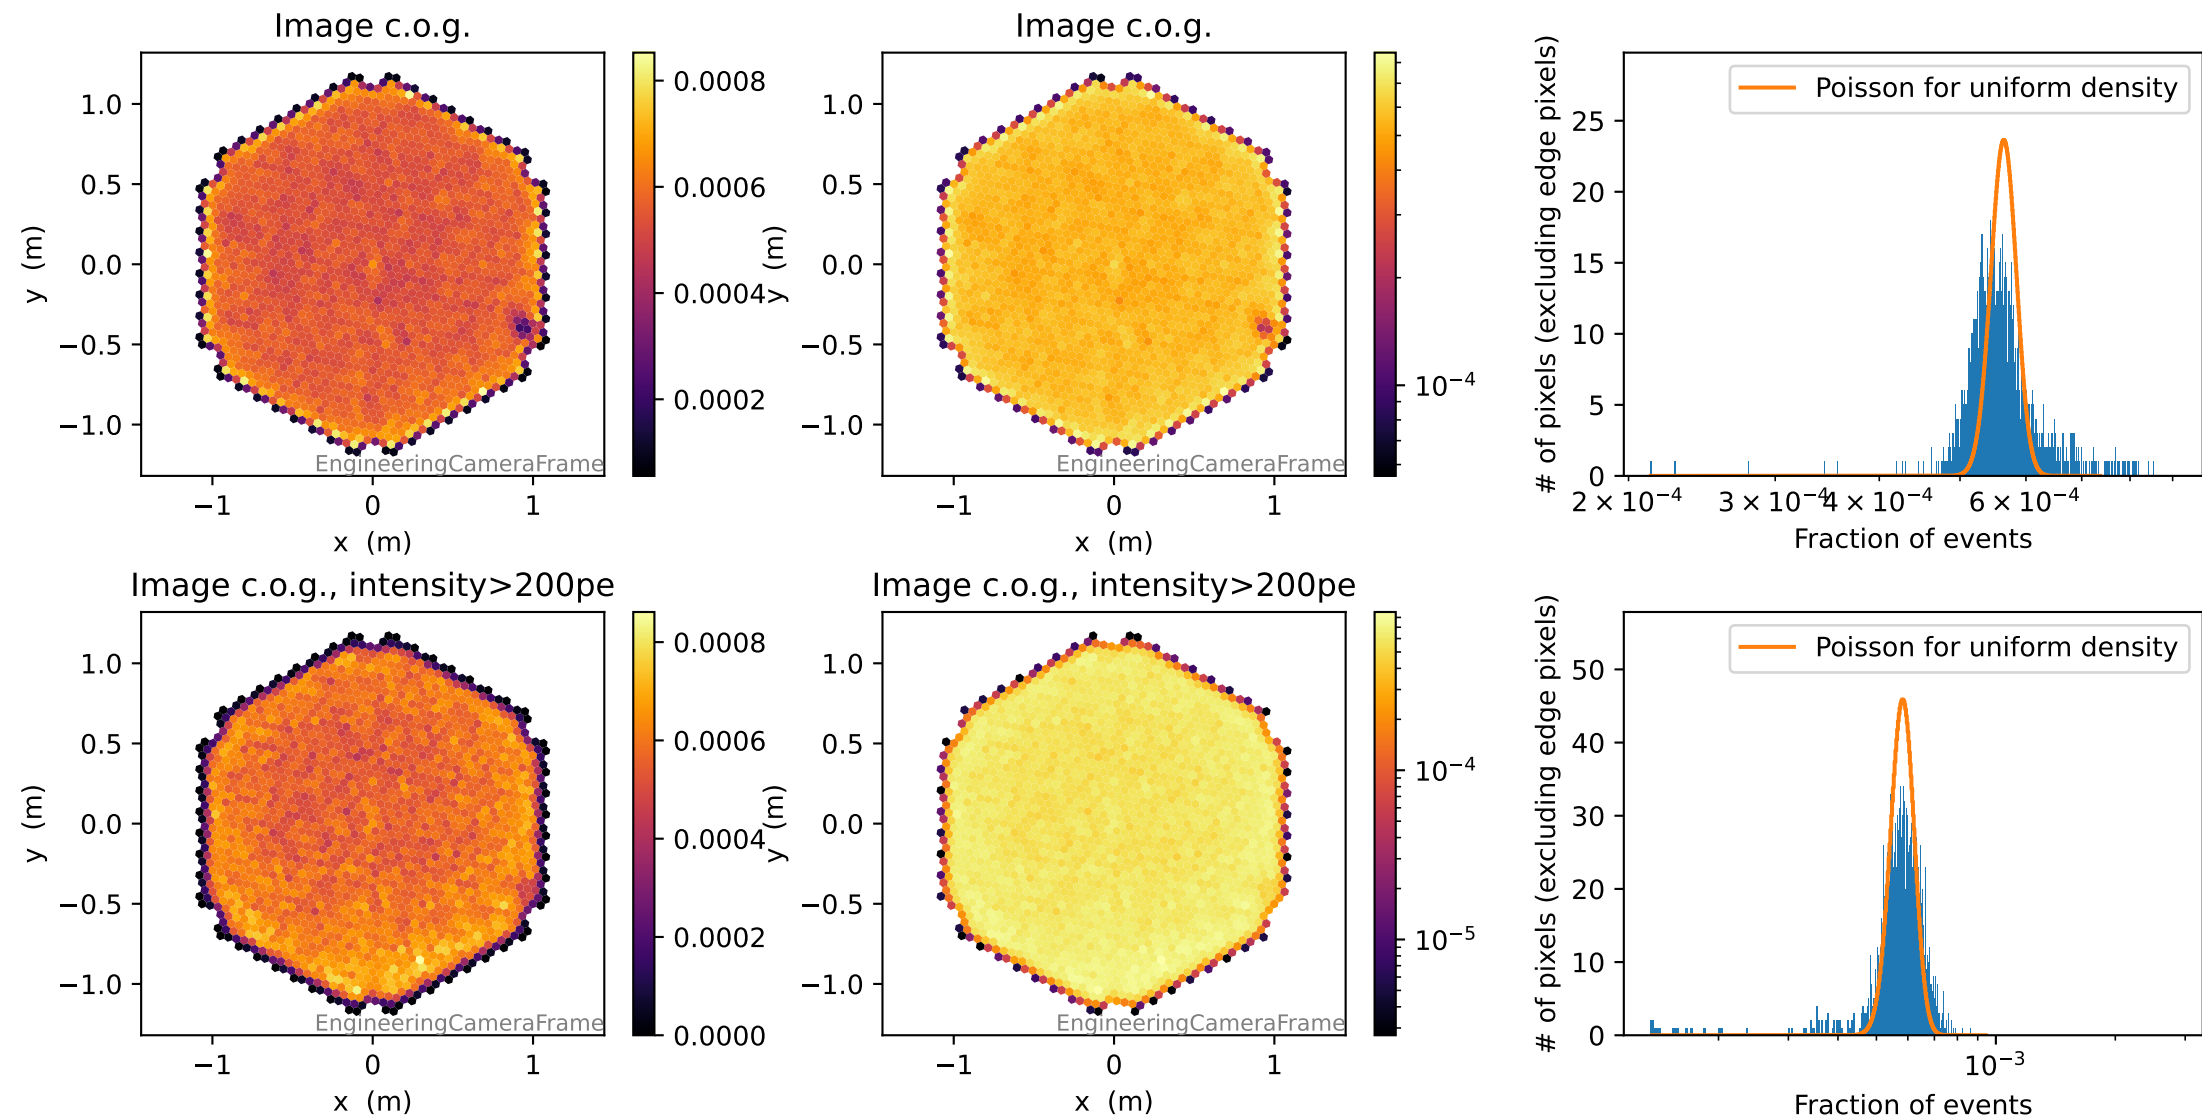 Image c.o.g.
1.0
0.5
0.0
−0.5
−1.0
y (m)
−1
0
1
x (m)
EngineeringCameraFrame
0.0008
0.0006
0.0004
0.0002
Image c.o.g.
1.0
0.5
0.0
−0.5
−1.0
y (m)
−1
0
1
x (m)
EngineeringCameraFrame
10⁻⁴
# of pixels (excluding edge pixels)
25
20
15
10
5
0
Poisson for uniform density
2 × 10⁻⁴
3 × 10⁻⁴
4 × 10⁻⁴
6 × 10⁻⁴
Fraction of events
Image c.o.g., intensity>200pe
1.0
0.5
0.0
−0.5
−1.0
y (m)
−1
0
1
x (m)
EngineeringCameraFrame
0.0008
0.0006
0.0004
0.0002
0.0000
Image c.o.g., intensity>200pe
1.0
0.5
0.0
−0.5
−1.0
y (m)
−1
0
1
x (m)
EngineeringCameraFrame
10⁻⁴
10⁻⁵
# of pixels (excluding edge pixels)
50
40
30
20
10
0
Poisson for uniform density
10⁻³
Fraction of events